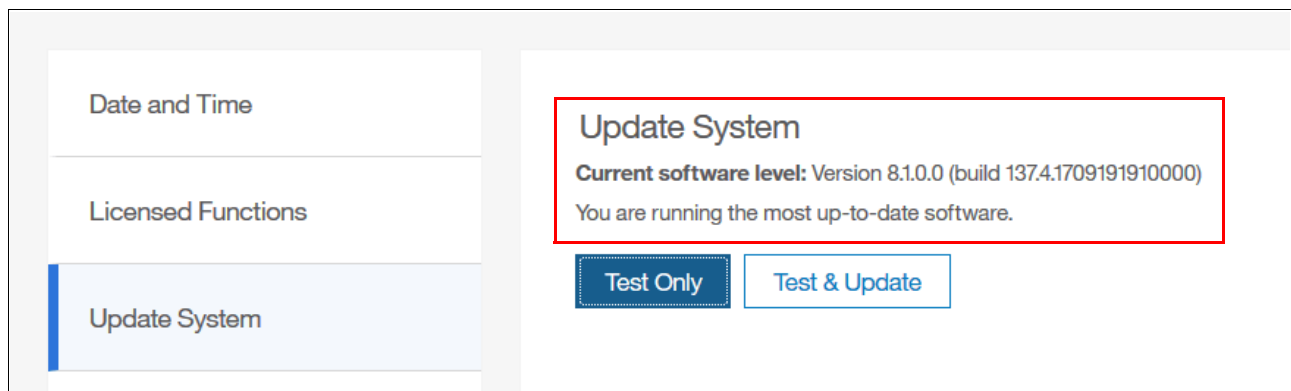 Date and Time
Licensed Functions
Update System
Update System
Current software level: Version 8.1.0.0 (build 137.4.1709191910000)
You are running the most up-to-date software.
Test Only
Test & Update